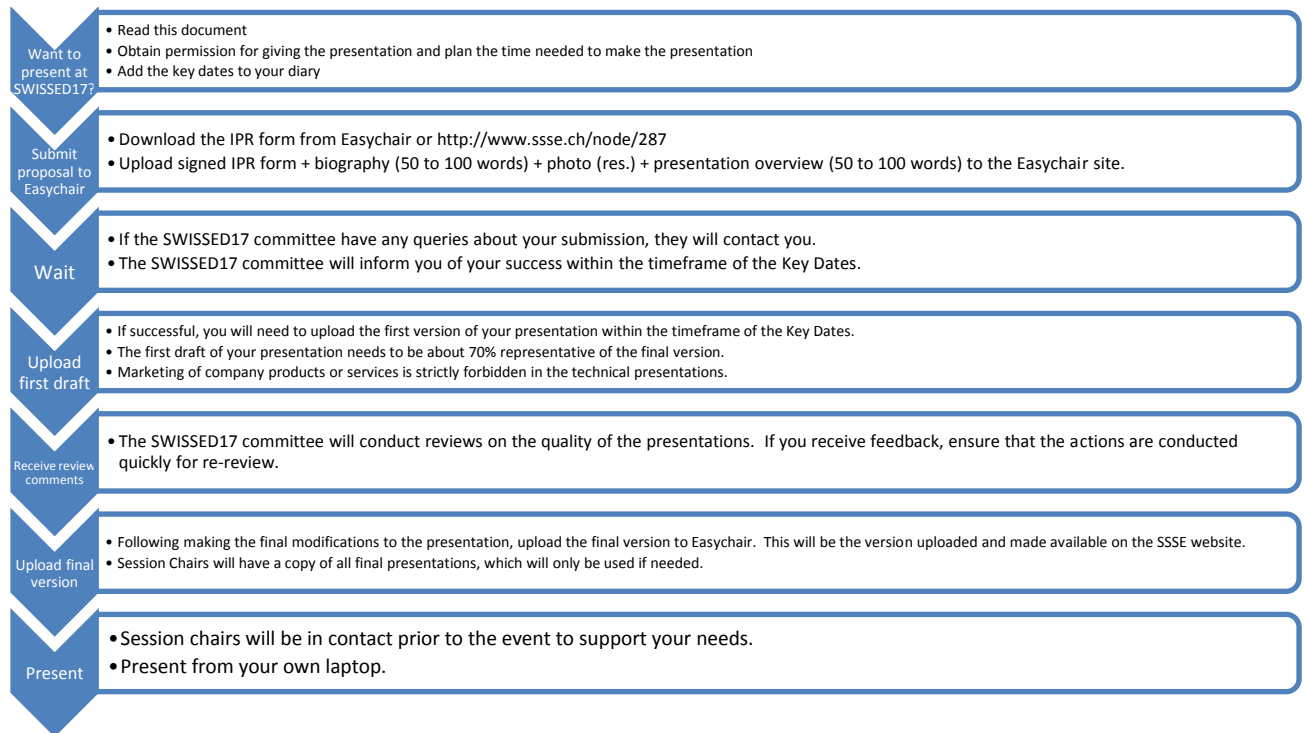 Want to
present at
SWISSED17?
• Read this document
• Obtain permission for giving the presentation and plan the time needed to make the presentation
• Add the key dates to your diary
Submit
proposal to
Easychair
• Download the IPR form from Easychair or http://www.ssse.ch/node/287
• Upload signed IPR form + biography (50 to 100 words) + photo (res.) + presentation overview (50 to 100 words) to the Easychair site.
Wait
• If the SWISSED17 committee have any queries about your submission, they will contact you.
• The SWISSED17 committee will inform you of your success within the timeframe of the Key Dates.
Upload
first draft
• If successful, you will need to upload the first version of your presentation within the timeframe of the Key Dates.
• The first draft of your presentation needs to be about 70% representative of the final version.
• Marketing of company products or services is strictly forbidden in the technical presentations.
Receive review
comments
• The SWISSED17 committee will conduct reviews on the quality of the presentations. If you receive feedback, ensure that the actions are conducted
quickly for re-review.
Upload final
version
• Following making the final modifications to the presentation, upload the final version to Easychair. This will be the version uploaded and made available on the SSSE website.
• Session Chairs will have a copy of all final presentations, which will only be used if needed.
Present
• Session chairs will be in contact prior to the event to support your needs.
• Present from your own laptop.